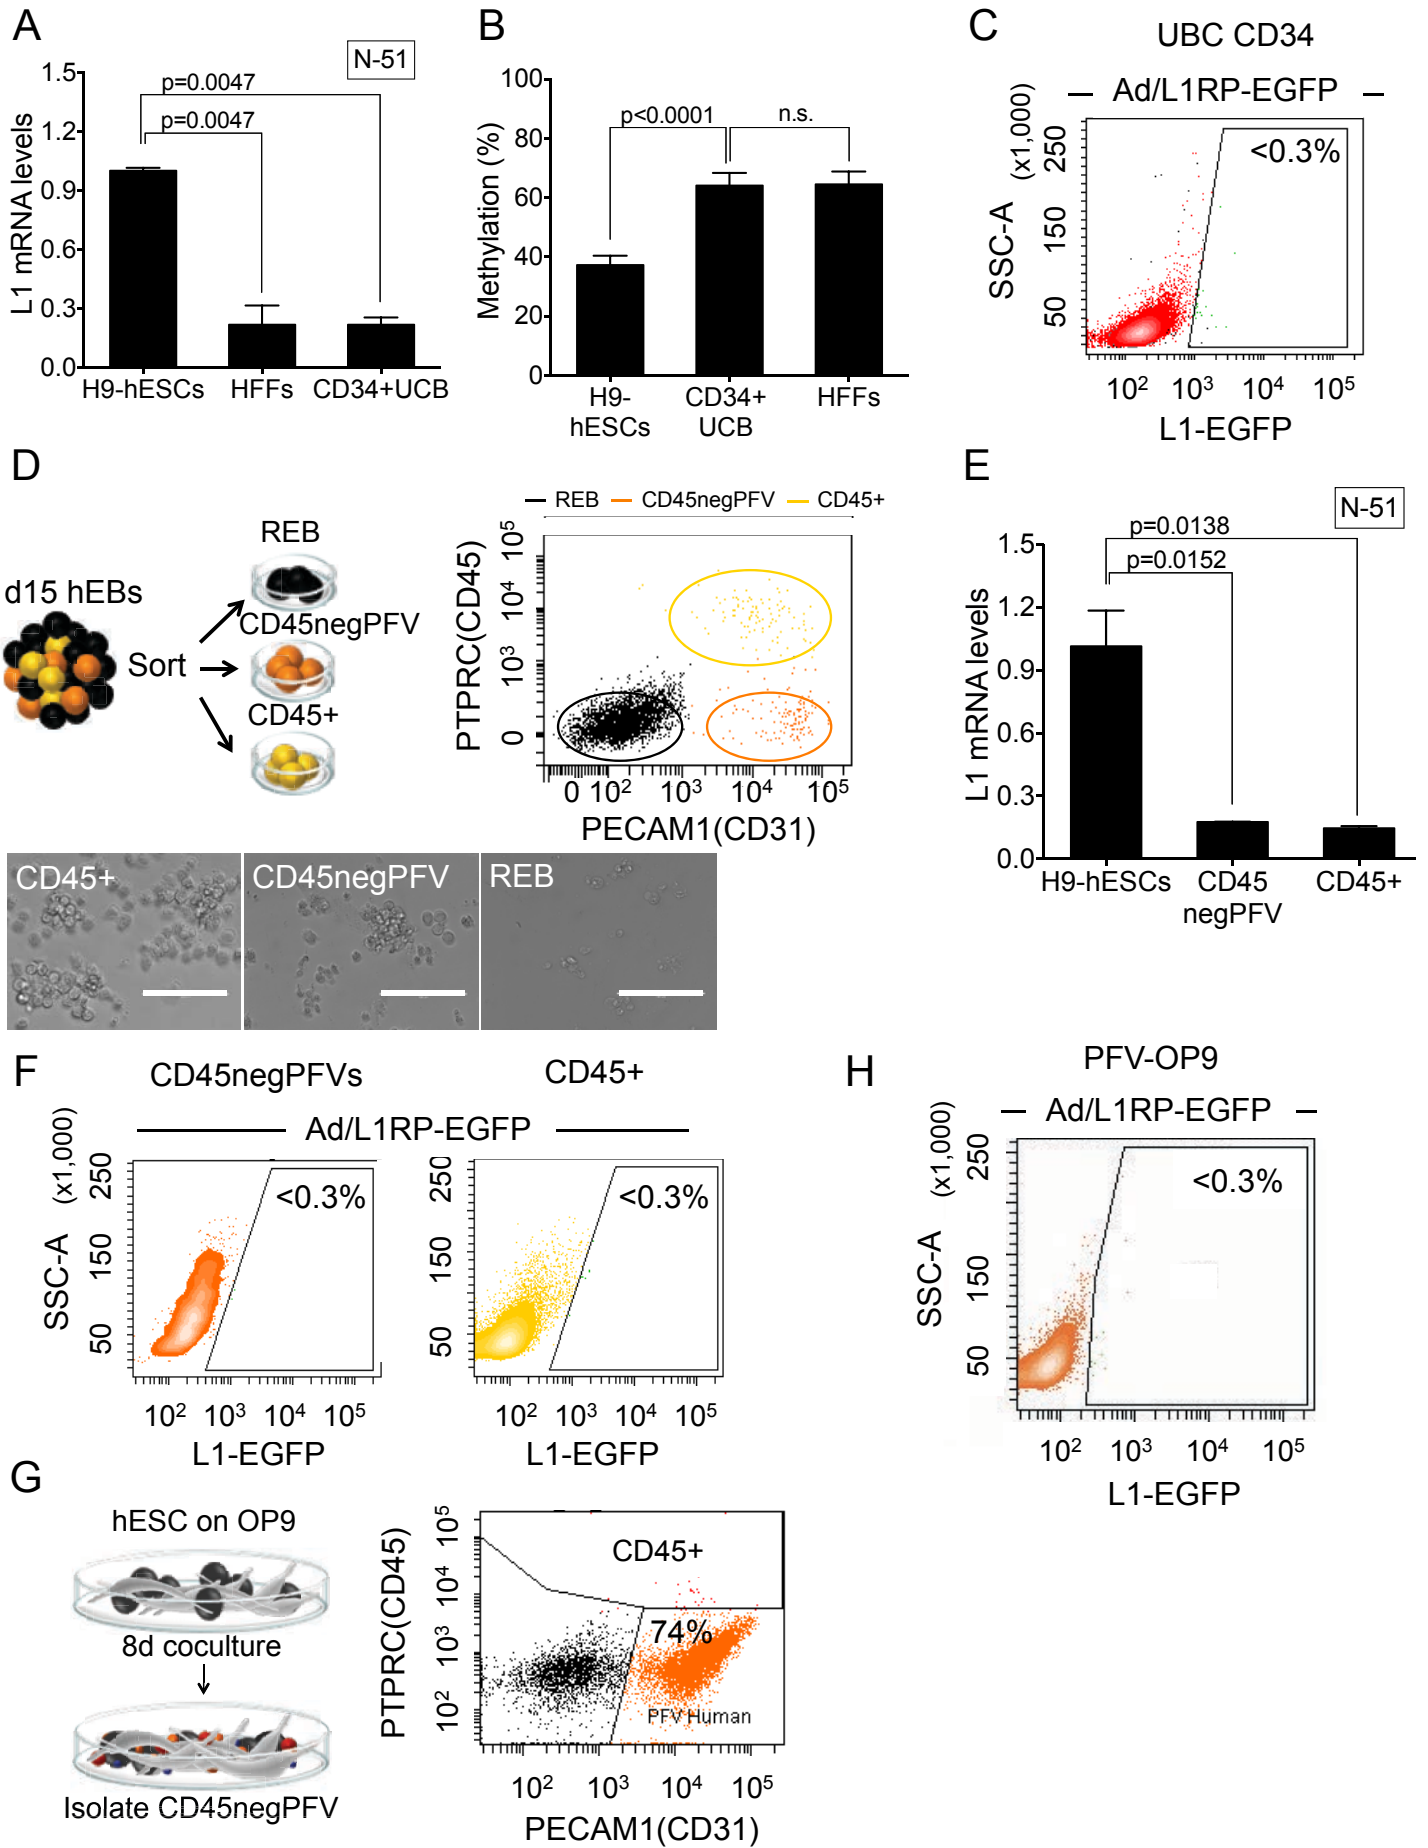 A
N-51
p=0.0047
p=0.0047
L1 mRNA levels
1.5
1.2
0.9
0.6
0.3
0.0
H9-hESCs HFFs CD34+UCB
B
p<0.0001 n.s.
Methylation (%)
100
80
60
40
20
0
H9-
hESCs
CD34+
UCB
HFFs
C
UBC CD34
Ad/L1RP-EGFP
<0.3%
SSC-A (x1,000)
250
150
50
10² 10³ 10⁴ 10⁵
L1-EGFP
D
d15 hEBs
Sort
REB
CD45negPFV
CD45+
REB CD45negPFV CD45+
PTPRC(CD45)
10⁵
10⁴
10³
0
0 10² 10³ 10⁴ 10⁵
PECAM1(CD31)
CD45+ CD45negPFV REB
E
N-51
p=0.0138
p=0.0152
L1 mRNA levels
1.5
1.2
0.9
0.6
0.3
0.0
H9-hESCs
CD45
negPFV
CD45+
F
CD45negPFVs CD45+
Ad/L1RP-EGFP
SSC-A (x1,000)
250
150
50
<0.3%
10² 10³ 10⁴ 10⁵
L1-EGFP
250
150
50
<0.3%
10² 10³ 10⁴ 10⁵
L1-EGFP
H
PFV-OP9
Ad/L1RP-EGFP
<0.3%
SSC-A (x1,000)
250
150
50
10² 10³ 10⁴ 10⁵
L1-EGFP
G
hESC on OP9
8d coculture
Isolate CD45negPFV
PTPRC(CD45)
10⁵
10⁴
10³
10²
CD45+
74%
PFV Human
10² 10³ 10⁴ 10⁵
PECAM1(CD31)